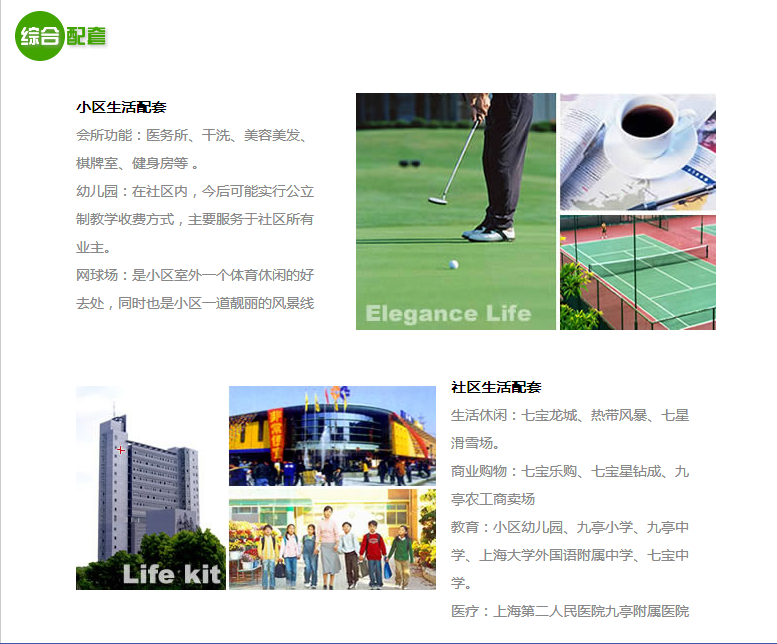 综合配套
小区生活配套
会所功能：医务所、干洗、美容美发、
棋牌室、健身房等 。
幼儿园：在社区内，今后可能实行公立
制教学收费方式，主要服务于社区所有
业主。
网球场：是小区室外一个体育休闲的好
去处，同时也是小区一道靓丽的风景线
Elegance Life
Life kit
社区生活配套
生活休闲：七宝龙城、热带风暴、七星
滑雪场。
商业购物：七宝乐购、七宝星钻成、九
亭农工商卖场
教育：小区幼儿园、九亭小学、九亭中
学、上海大学外国语附属中学、七宝中
学。
医疗：上海第二人民医院九亭附属医院